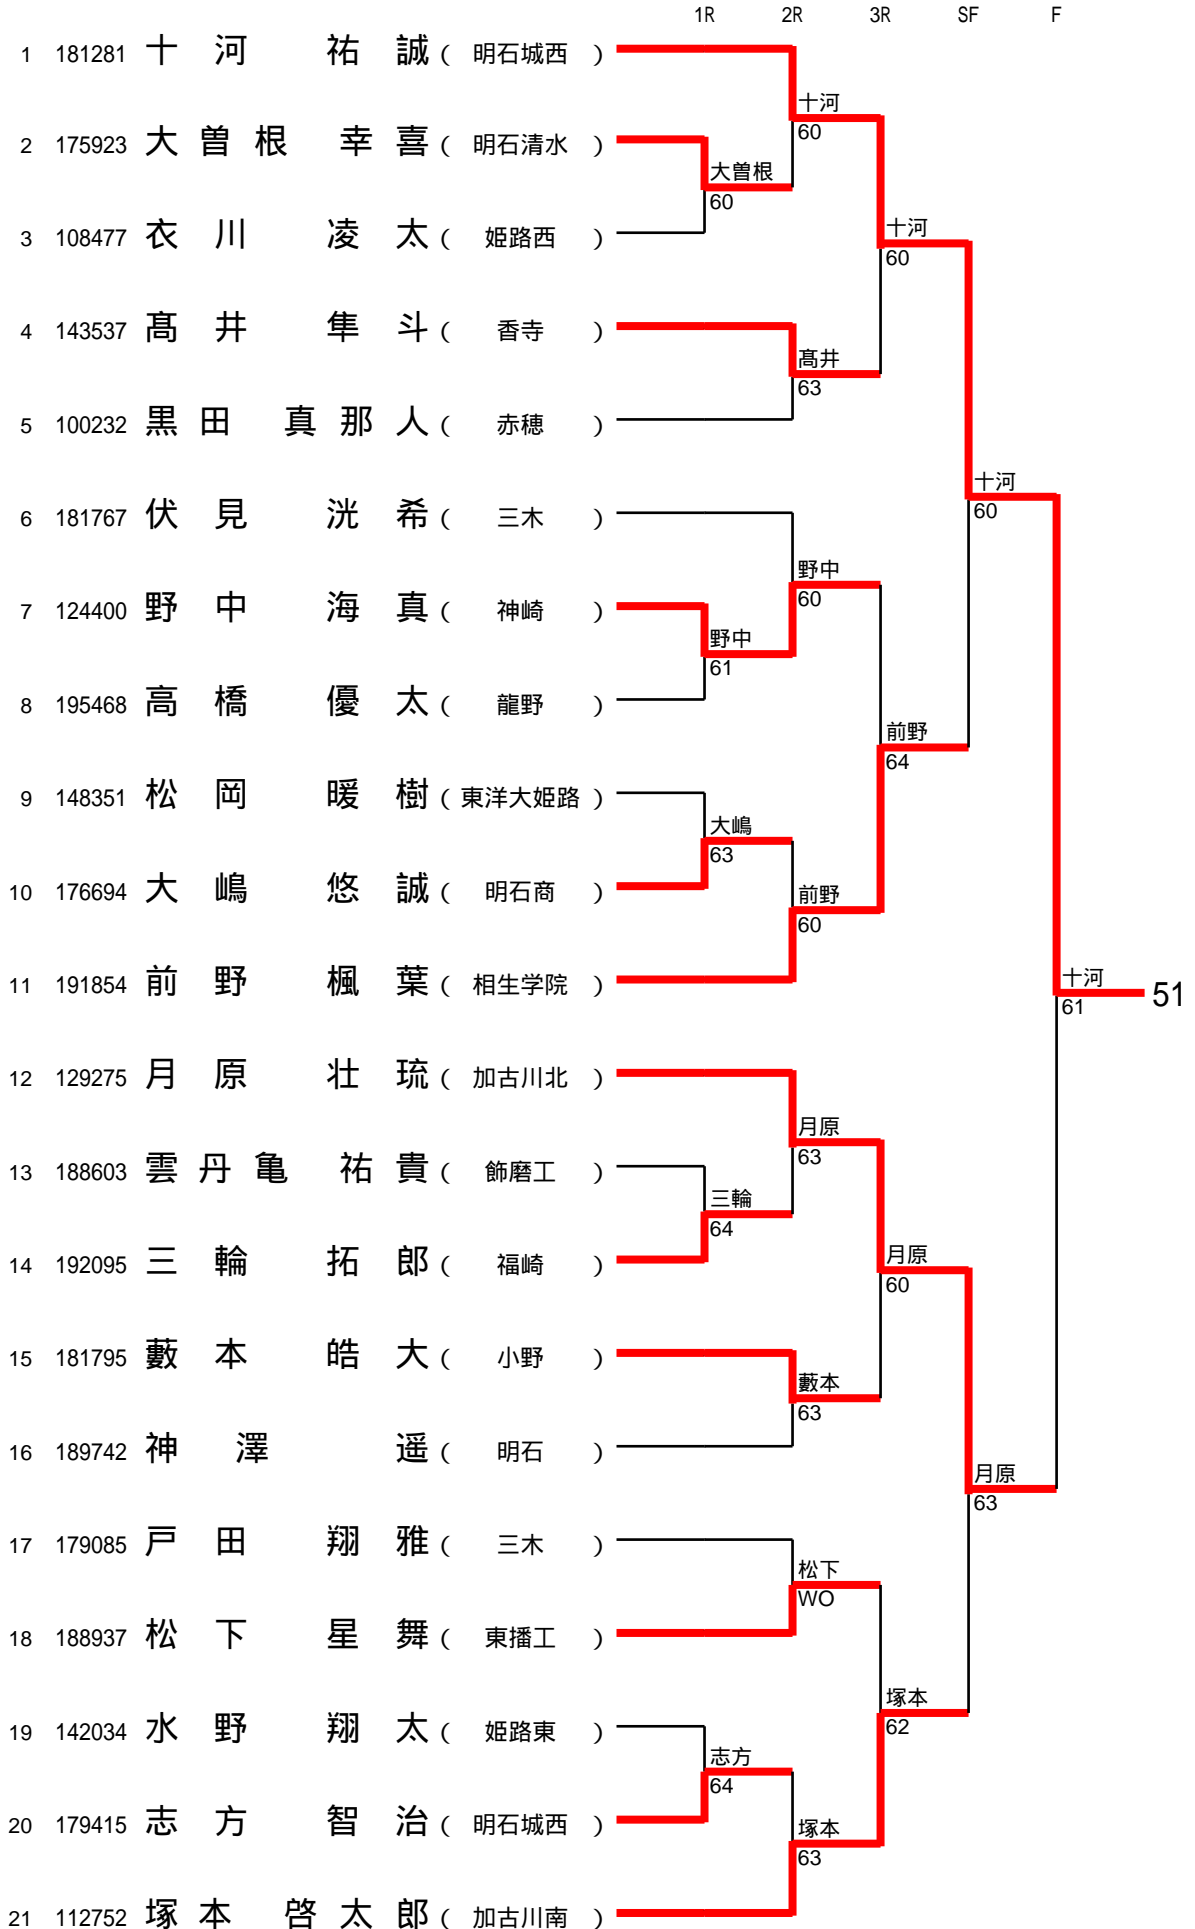 1R 2R 3R SF F
1 181281 十河 祐誠 ( 明石城西 )
十河
60
2 175923 大曽根 幸喜 ( 明石清水 )
大曽根
60
3 108477 衣川 凌太 ( 姫路西 )
十河
60
4 143537 髙井 隼斗 ( 香寺 )
髙井
63
5 100232 黒田 真那人 ( 赤穂 )
十河
60
6 181767 伏見 洸希 ( 三木 )
野中
60
7 124400 野中 海真 ( 神崎 )
野中
61
8 195468 高橋 優太 ( 龍野 )
前野
64
9 148351 松岡 暖樹 ( 東洋大姫路 )
大嶋
63
10 176694 大嶋 悠誠 ( 明石商 )
前野
60
11 191854 前野 楓葉 ( 相生学院 )
十河
61
51
12 129275 月原 壮琉 ( 加古川北 )
月原
63
13 188603 雲丹亀 祐貴 ( 飾磨工 )
三輪
64
14 192095 三輪 拓郎 ( 福崎 )
月原
60
15 181795 藪本 皓大 ( 小野 )
藪本
63
16 189742 神澤 遥 ( 明石 )
月原
63
17 179085 戸田 翔雅 ( 三木 )
松下
WO
18 188937 松下 星舞 ( 東播工 )
塚本
62
19 142034 水野 翔太 ( 姫路東 )
志方
64
20 179415 志方 智治 ( 明石城西 )
塚本
63
21 112752 塚本 啓太郎 ( 加古川南 )